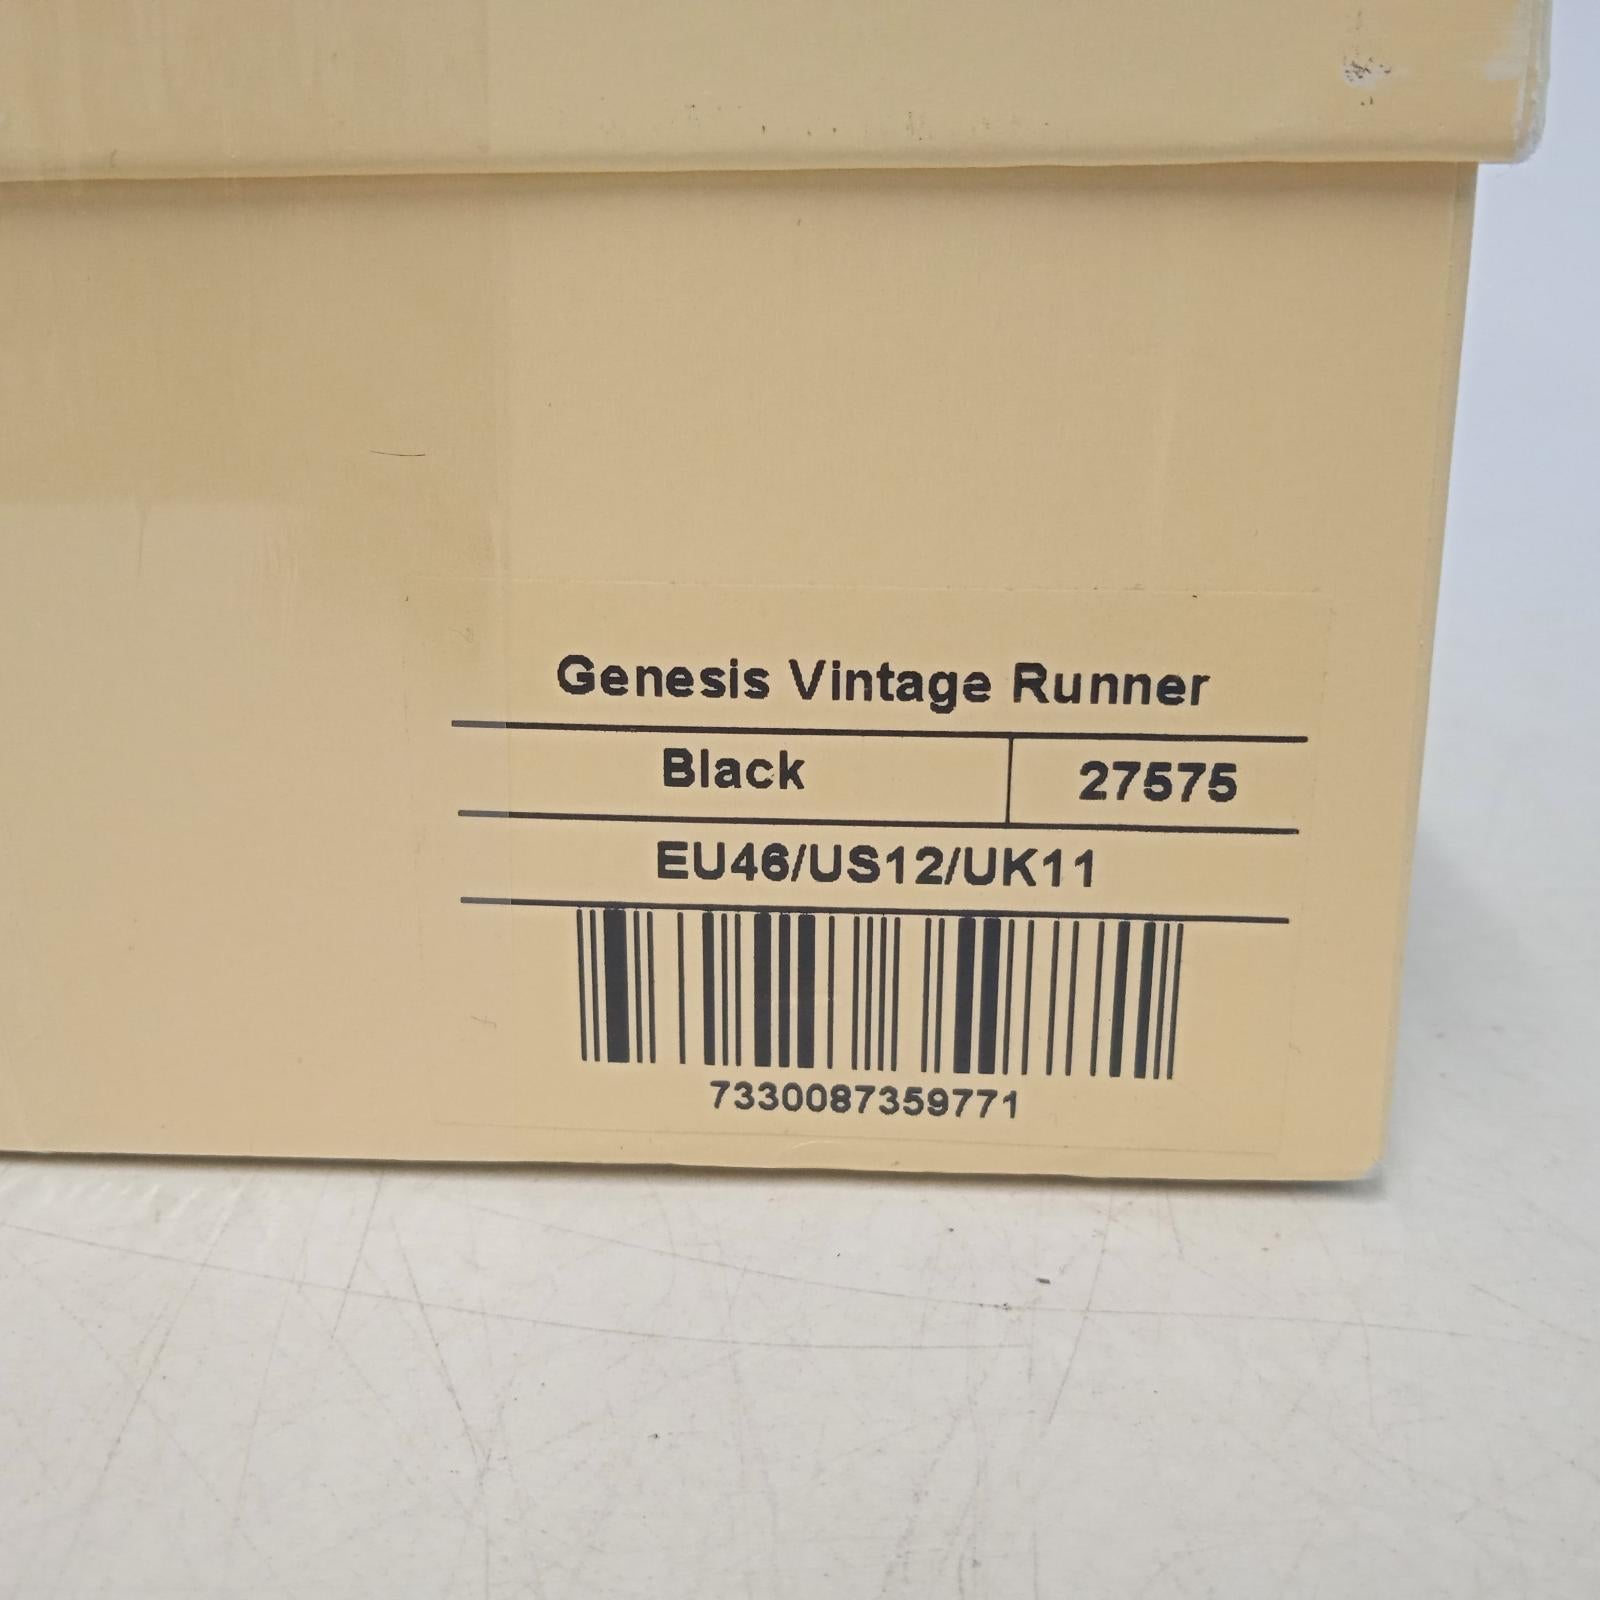 Genesis Vintage Runner
Black 27575
EU46/US12/UK11
7330087359771